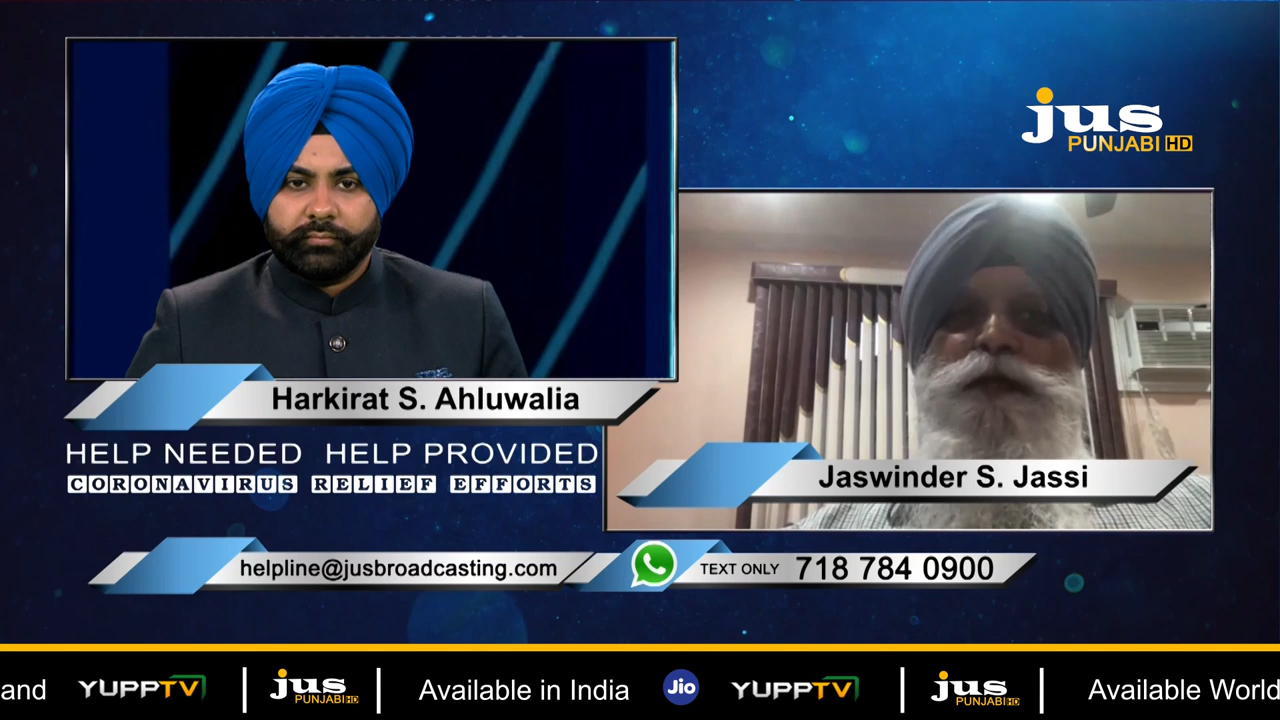 jus
PUNJABI HD
Harkirat S. Ahluwalia
HELP NEEDED HELP PROVIDED
CORONAVIRUS RELIEF EFFORTS
Jaswinder S. Jassi
helpline@jusbroadcasting.com TEXT ONLY 718 784 0900
and YUPPTV | jus PUNJABI HD | Available in India Jio YUPPTV | jus PUNJABI HD | Available World